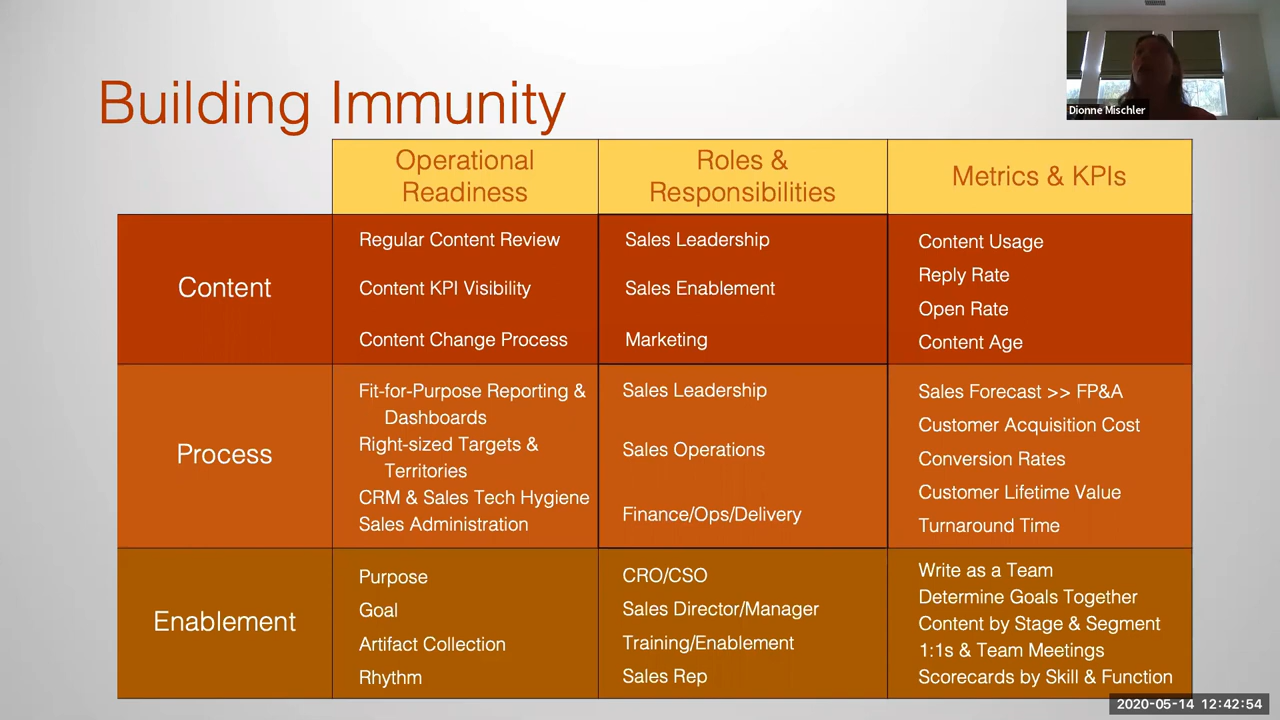 Building Immunity
Dionne Mischler
Operational
Readiness
Roles &
Responsibilities
Metrics & KPIs
Content
Regular Content Review
Content KPI Visibility
Content Change Process
Sales Leadership
Sales Enablement
Marketing
Content Usage
Reply Rate
Open Rate
Content Age
Process
Fit-for-Purpose Reporting &
Dashboards
Right-sized Targets &
Territories
CRM & Sales Tech Hygiene
Sales Administration
Sales Leadership
Sales Operations
Finance/Ops/Delivery
Sales Forecast >> FP&A
Customer Acquisition Cost
Conversion Rates
Customer Lifetime Value
Turnaround Time
Enablement
Purpose
Goal
Artifact Collection
Rhythm
CRO/CSO
Sales Director/Manager
Training/Enablement
Sales Rep
Write as a Team
Determine Goals Together
Content by Stage & Segment
1:1s & Team Meetings
Scorecards by Skill & Function
2020-05-14 12:42:54